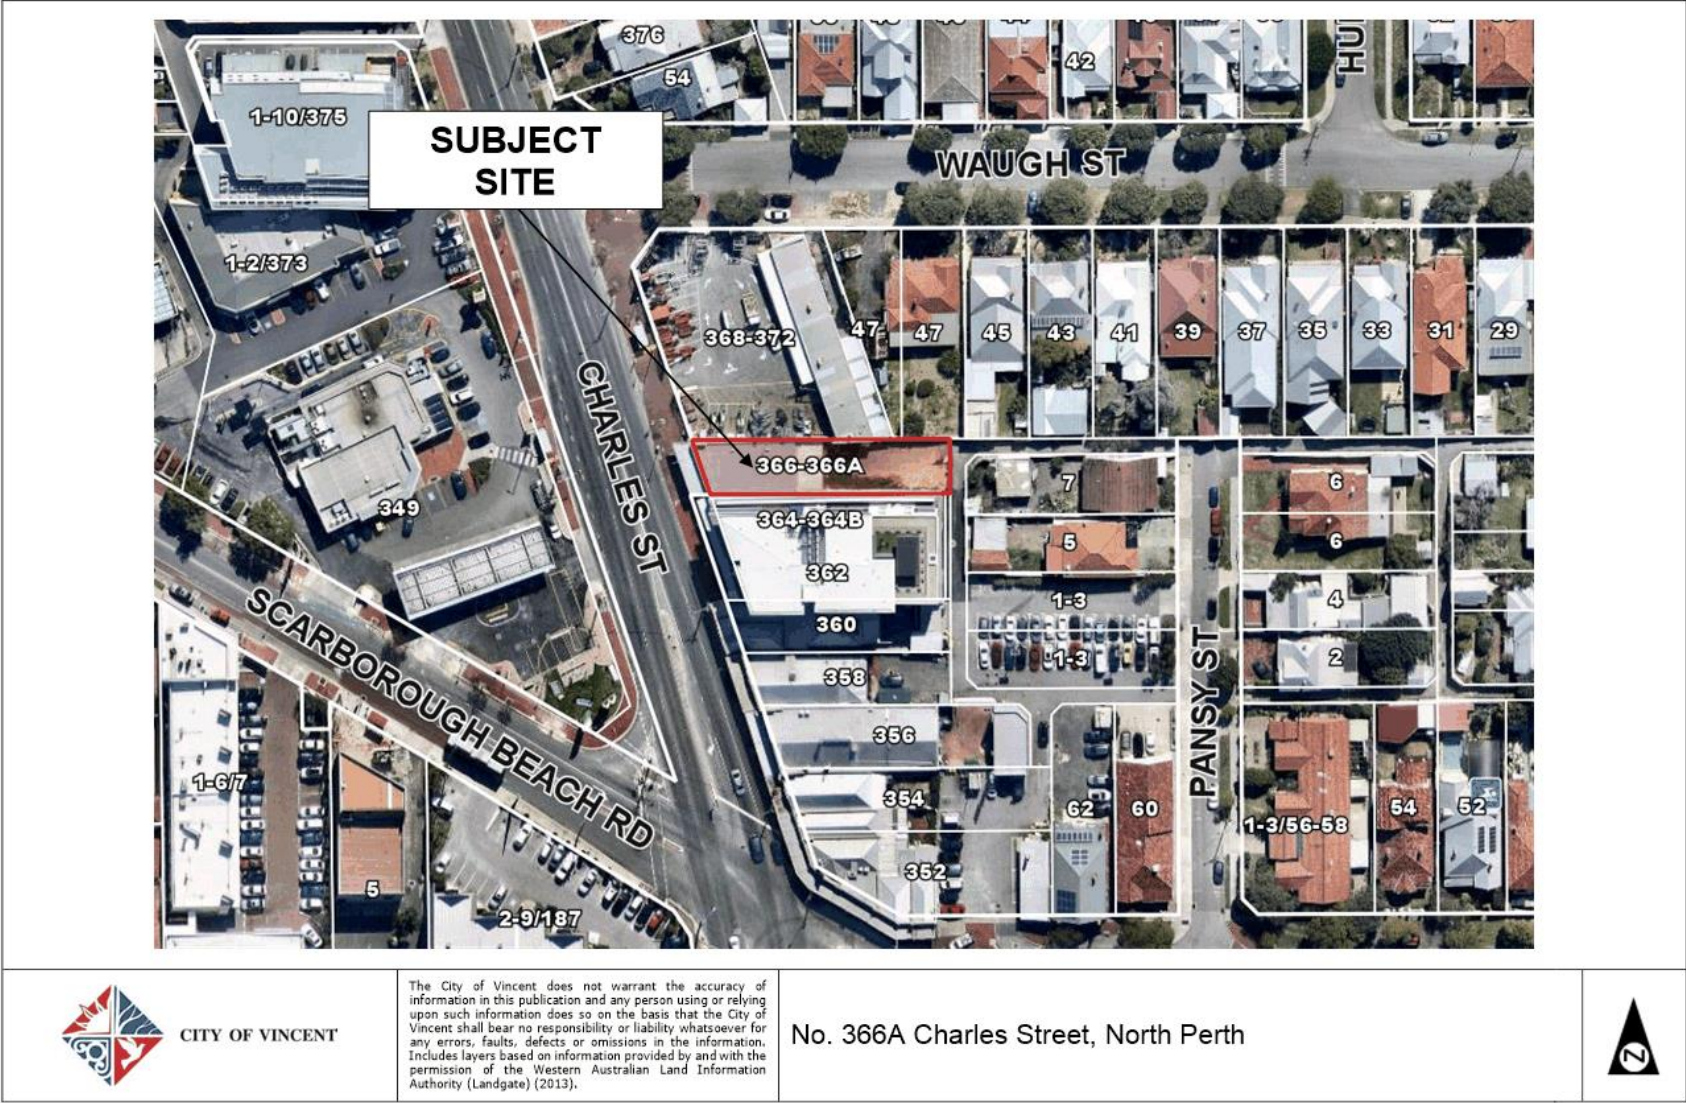 376
54
42
HU
1-10/375
SUBJECT
SITE
WAUGH ST
1-2/373
368-372
47
47
45
43
41
39
37
35
33
31
29
CHARLES ST
366-366A
349
364-364B
7
6
5
6
362
1-3
4
360
1-3
2
SCARBOROUGH BEACH RD
358
PANSY ST
356
1-6/7
354
62
60
1-3/56-58
54
52
352
5
2-9/187
CITY OF VINCENT
The City of Vincent does not warrant the accuracy of
information in this publication and any person using or relying
upon such information does so on the basis that the City of
Vincent shall bear no responsibility or liability whatsoever for
any errors, faults, defects or omissions in the information.
Includes layers based on information provided by and with the
permission of the Western Australian Land Information
Authority (Landgate) (2013).
No. 366A Charles Street, North Perth
N